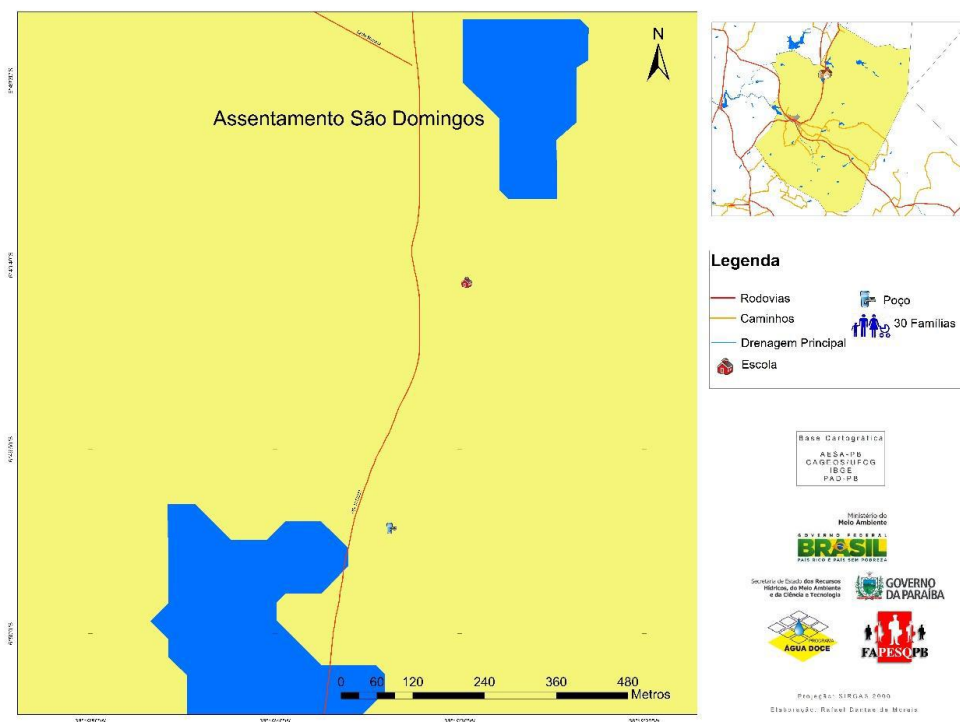 N
Assentamento São Domingos
Legenda
Rodovias
Caminhos
Drenagem Principal
Escola
Poço
30 Famílias
Base Cartográfica
AESA-PB
CAGEOS/UFCG
IBGE
PAD-PB
Ministério do
Meio Ambiente
GOVERNO FEDERAL
BRASIL
PAÍS RICO É PAÍS SEM POBREZA
Secretaria de Estado dos Recursos
Hídricos, do Meio Ambiente
e da Ciência e Tecnologia
GOVERNO
DA PARAÍBA
PROGRAMA
ÁGUA DOCE
FAPESQPB
0 60 120 240 360 480
Metros
Projeção: SIRGAS 2000
Elaboração: Rafael Dantas de Morais